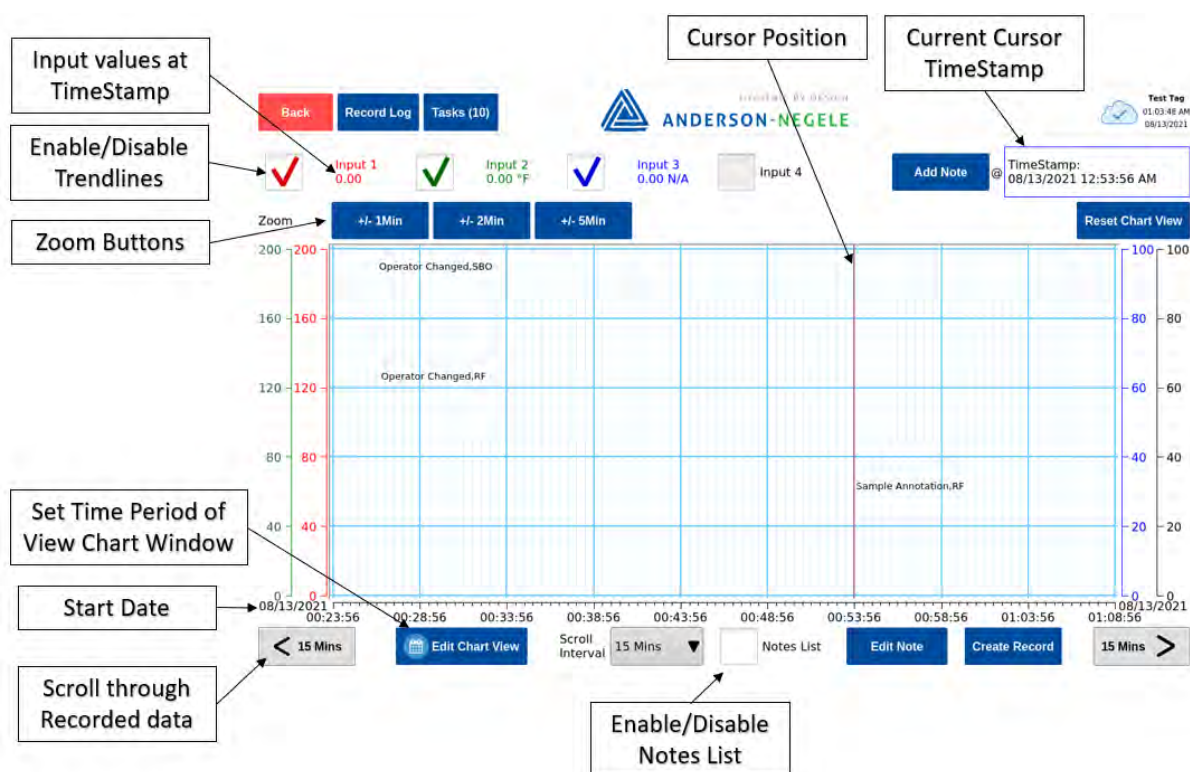 Cursor Position
Current Cursor
TimeStamp
Input values at
TimeStamp
Enable/Disable
Trendlines
Zoom Buttons
Back
Record Log
Tasks (10)
HYGIENIC BY DESIGN
ANDERSON-NEGELE
Test Tag
01:03:48 AM
08/13/2021
Input 1
0.00
Input 2
0.00 °F
Input 3
0.00 N/A
Input 4
Add Note
@
TimeStamp:
08/13/2021 12:53:56 AM
Zoom
+/- 1Min
+/- 2Min
+/- 5Min
Reset Chart View
200 200 100 100
Operator Changed,SBO
160 160 80 80
Operator Changed,RF
120 120 60 60
80 80 40 40
Sample Annotation,RF
40 40 20 20
0 0 0 0
Set Time Period of
View Chart Window
Start Date
08/13/2021 08/13/2021
00:23:56 00:28:56 00:33:56 00:38:56 00:43:56 00:48:56 00:53:56 00:58:56 01:03:56 01:08:56
< 15 Mins
Edit Chart View
Scroll
Interval
15 Mins
Notes List
Edit Note
Create Record
15 Mins >
Scroll through
Recorded data
Enable/Disable
Notes List